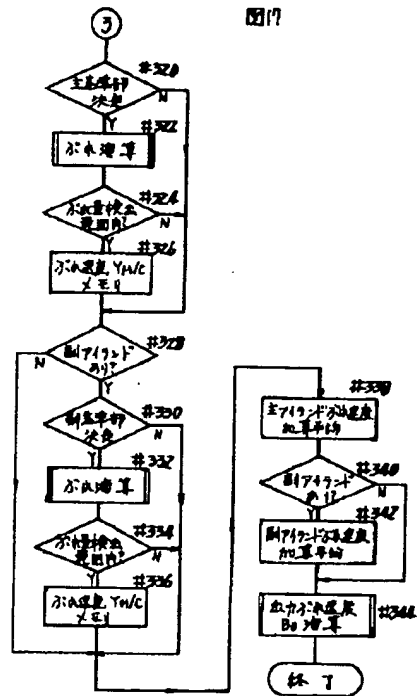 図17
3
#320
主基準部
決定
N
Y
#322
ぶれ演算
#324
ぶれ量検出
範囲内?
N
Y
#326
ぶれ速度 YM/C
メモリ
#328
副アイランド
あり?
N
Y
#330
副基準部
決定
N
Y
#332
ぶれ演算
#334
ぶれ量検出
範囲内?
N
Y
#336
ぶれ速度 YM/C
メモリ
#338
主アイランドぶれ速度
加算平均
#340
副アイランド
あり?
N
Y
#342
副アイランドぶれ速度
加算平均
#344
出力ぶれ速度
B0 演算
終了